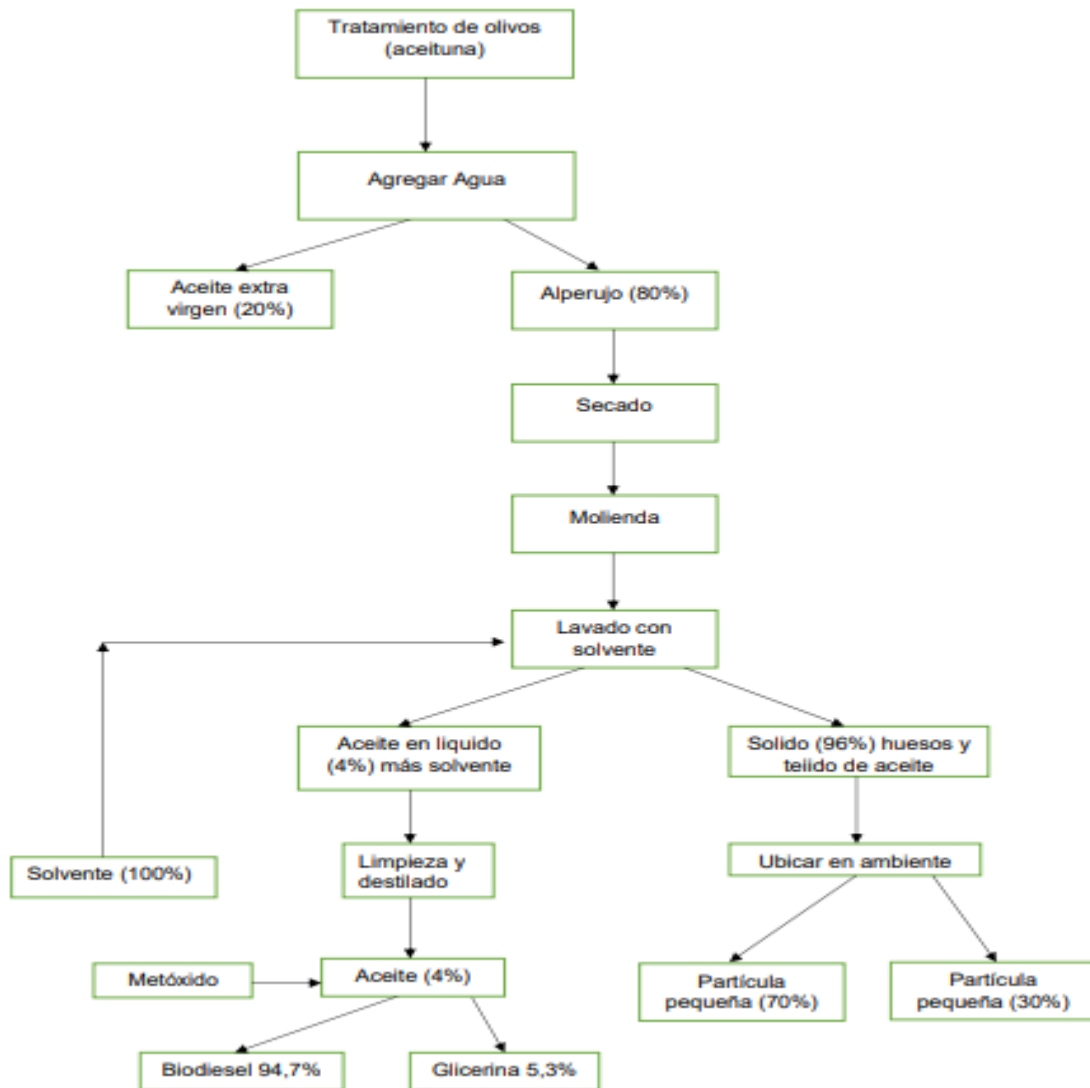 Tratamiento de olivos
(aceituna)
Agregar Agua
Aceite extra
virgen (20%)
Alperujo (80%)
Secado
Molienda
Lavado con
solvente
Aceite en liquido
(4%) más solvente
Solido (96%) huesos y
tejido de aceite
Solvente (100%)
Limpieza y
destilado
Ubicar en ambiente
Metóxido
Aceite (4%)
Partícula
pequeña (70%)
Partícula
pequeña (30%)
Biodiesel 94,7%
Glicerina 5,3%